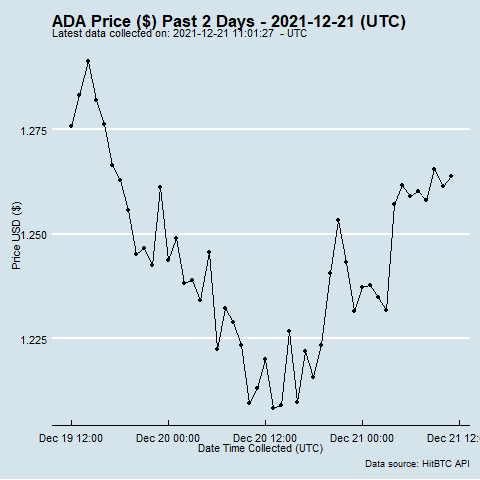 ADA Price ($) Past 2 Days - 2021-12-21 (UTC)
Latest data collected on: 2021-12-21 11:01:27 - UTC
1.275
1.250
1.225
Price USD ($)
Dec 19 12:00 Dec 20 00:00 Dec 20 12:00 Dec 21 00:00 Dec 21 12:0
Date Time Collected (UTC)
Data source: HitBTC API